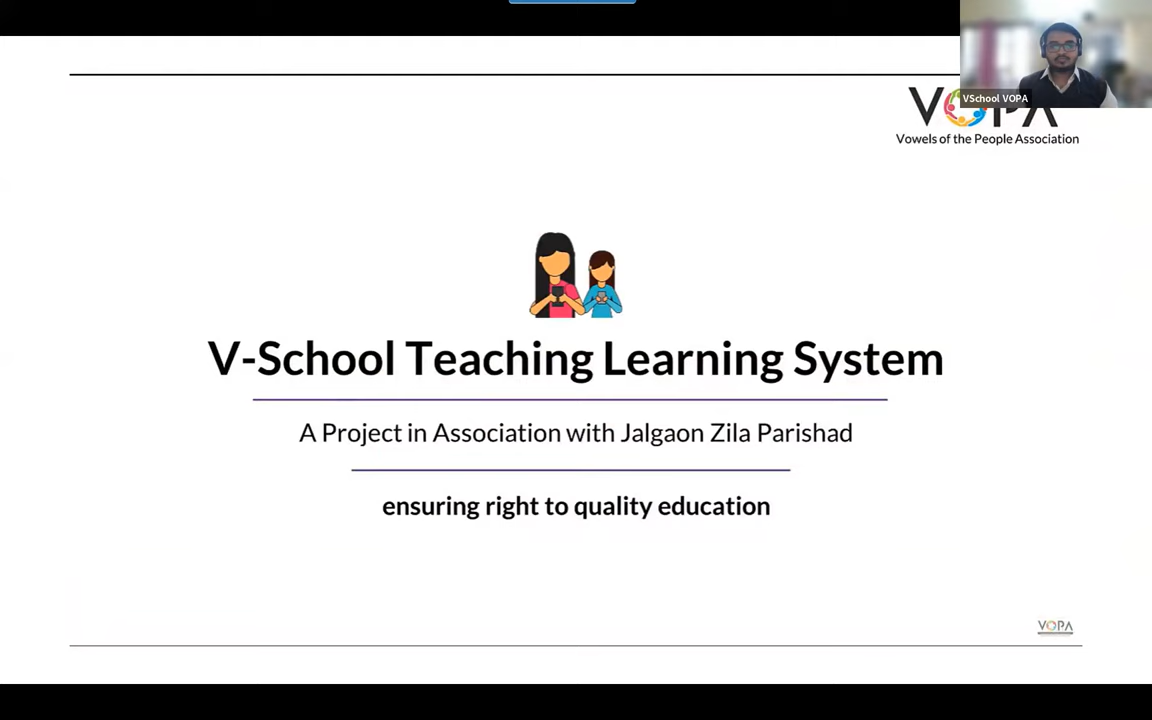 VSchool VOPA
VOPA
Vowels of the People Association
V-School Teaching Learning System
A Project in Association with Jalgaon Zila Parishad
ensuring right to quality education
VOPA